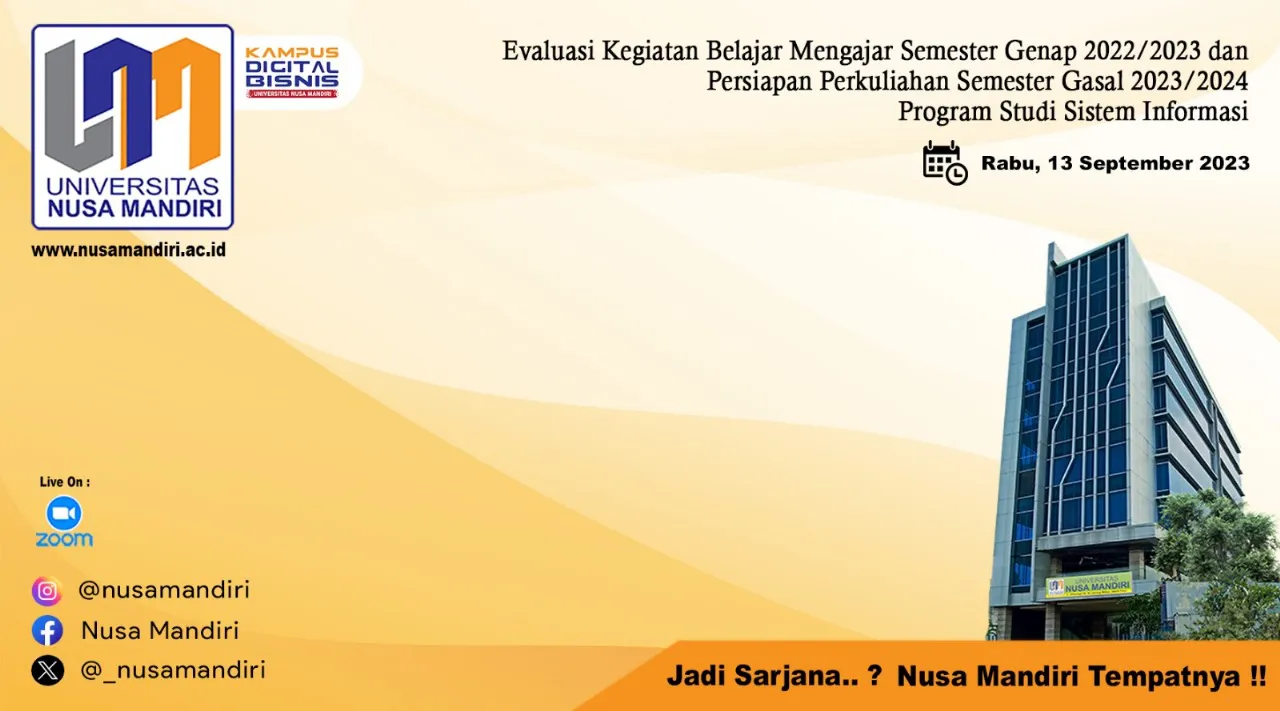 UNIVERSITAS
NUSA MANDIRI
www.nusamandiri.ac.id
KAMPUS
DIGITAL
BISNIS
UNIVERSITAS NUSA MANDIRI
Evaluasi Kegiatan Belajar Mengajar Semester Genap 2022/2023 dan
Persiapan Perkuliahan Semester Gasal 2023/2024
Program Studi Sistem Informasi
Rabu, 13 September 2023
Live On :
zoom
@nusamandiri
Nusa Mandiri
@_nusamandiri
UNIVERSITAS
NUSA MANDIRI
Jadi Sarjana.. ? Nusa Mandiri Tempatnya !!